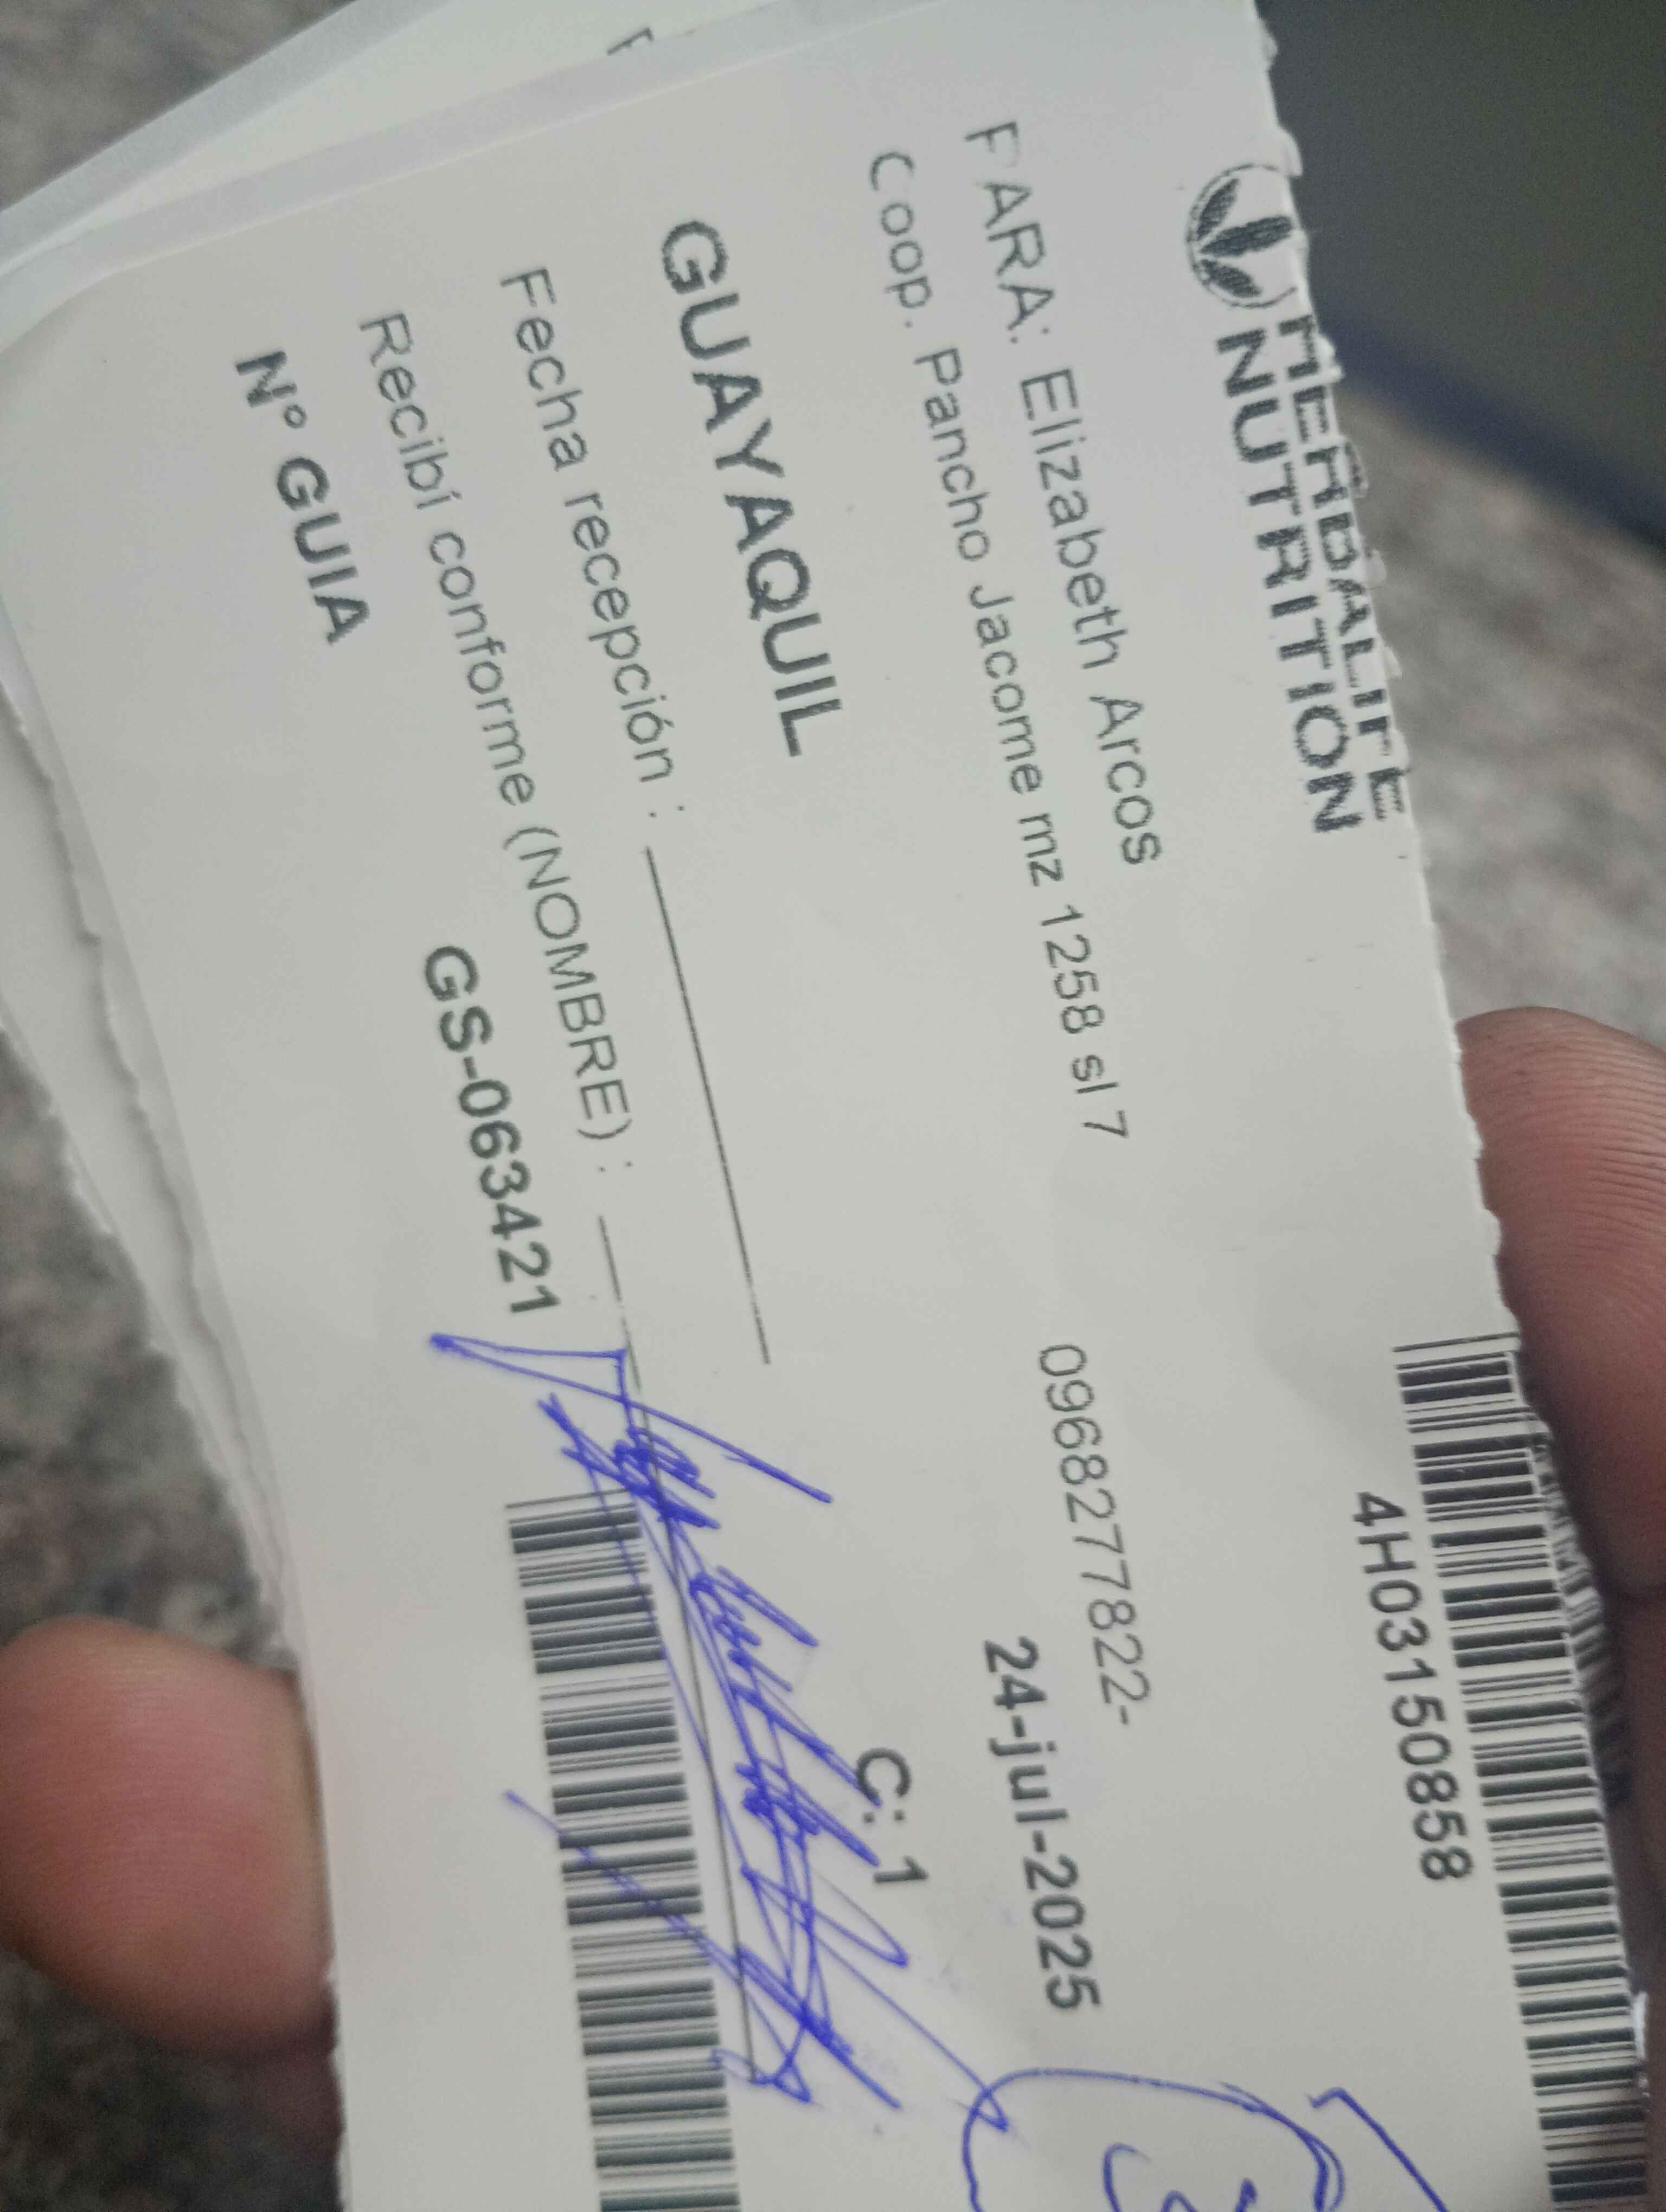 HERBALIFE
NUTRITION
4H03150858
PARA: Elizabeth Arcos
0968277822-
Coop. Pancho Jacome mz 1258 sl 7
24-jul-2025
GUAYAQUIL
C: 1
Fecha recepción :
Recibí conforme (NOMBRE) :
N° GUIA
GS-063421